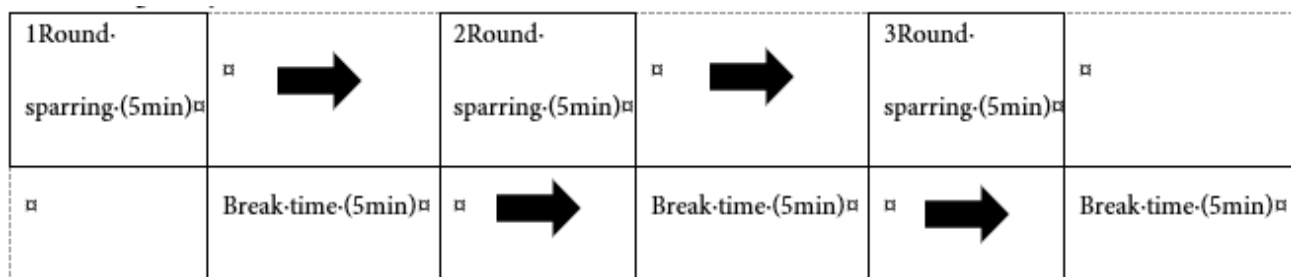 1Round·
sparring·(5min)¤
¤
2Round·
sparring·(5min)¤
¤
3Round·
sparring·(5min)¤
¤
¤
Break·time·(5min)¤
¤
Break·time·(5min)¤
¤
Break·time·(5min)¤